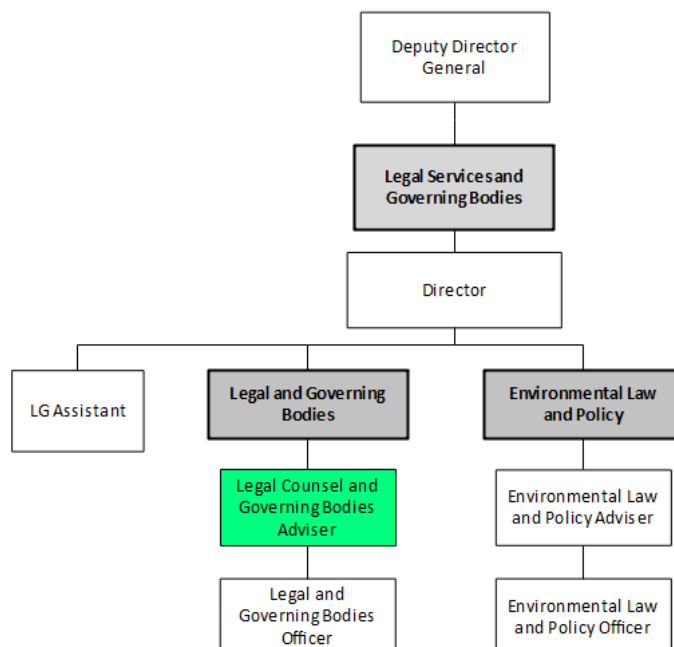 Deputy Director
General
Legal Services and
Governing Bodies
Director
LG Assistant
Legal and Governing
Bodies
Environmental Law
and Policy
Legal Counsel and
Governing Bodies
Adviser
Environmental Law
and Policy Adviser
Legal and
Governing Bodies
Officer
Environmental Law
and Policy Officer